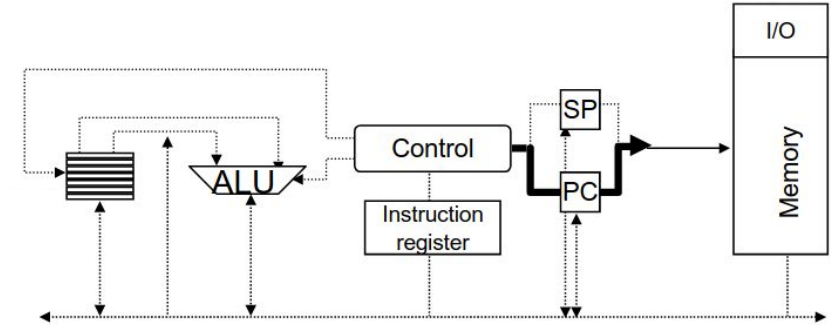 I/O
SP
Control
ALU
PC
Memory
Instruction
register